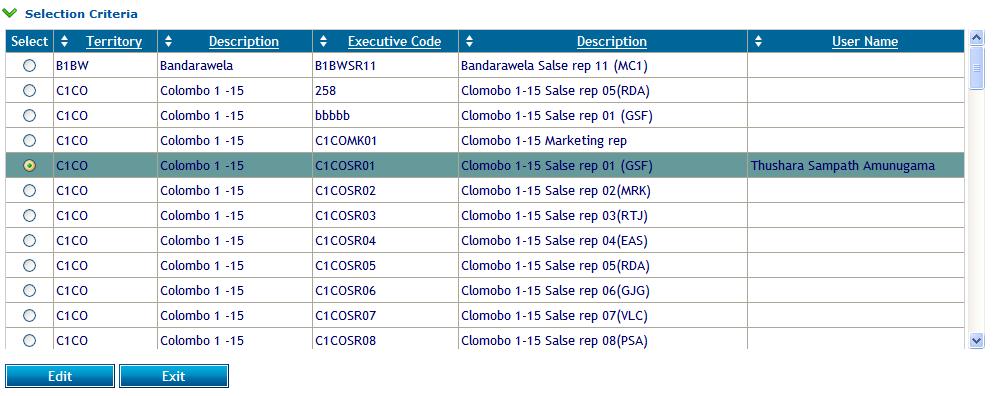 Selection Criteria
Select Territory Description Executive Code Description User Name
B1BW Bandarawela B1BWSR11 Bandarawela Salse rep 11 (MC1)
C1CO Colombo 1 -15 258 Clomobo 1-15 Salse rep 05(RDA)
C1CO Colombo 1 -15 bbbbb Clomobo 1-15 Salse rep 01 (GSF)
C1CO Colombo 1 -15 C1COMK01 Clomobo 1-15 Marketing rep
C1CO Colombo 1 -15 C1COSR01 Clomobo 1-15 Salse rep 01 (GSF) Thushara Sampath Amunugama
C1CO Colombo 1 -15 C1COSR02 Clomobo 1-15 Salse rep 02(MRK)
C1CO Colombo 1 -15 C1COSR03 Clomobo 1-15 Salse rep 03(RTJ)
C1CO Colombo 1 -15 C1COSR04 Clomobo 1-15 Salse rep 04(EAS)
C1CO Colombo 1 -15 C1COSR05 Clomobo 1-15 Salse rep 05(RDA)
C1CO Colombo 1 -15 C1COSR06 Clomobo 1-15 Salse rep 06(GJG)
C1CO Colombo 1 -15 C1COSR07 Clomobo 1-15 Salse rep 07(VLC)
C1CO Colombo 1 -15 C1COSR08 Clomobo 1-15 Salse rep 08(PSA)
Edit Exit